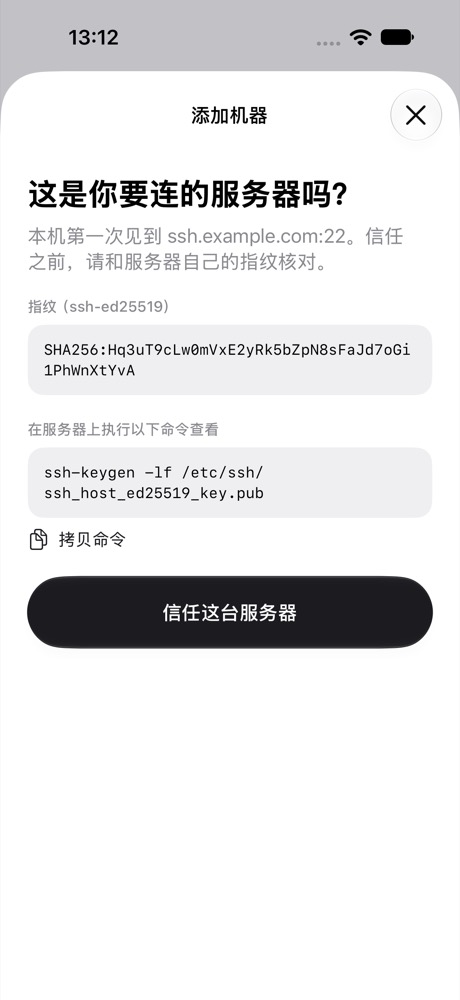 13:12
添加机器
这是你要连的服务器吗？
本机第一次见到 ssh.example.com:22。信任
之前，请和服务器自己的指纹核对。
指纹（ssh-ed25519）
SHA256:Hq3uT9cLw0mVxE2yRk5bZpN8sFaJd7oGi
1PhWnXtYvA
在服务器上执行以下命令查看
ssh-keygen -lf /etc/ssh/
ssh_host_ed25519_key.pub
拷贝命令
信任这台服务器